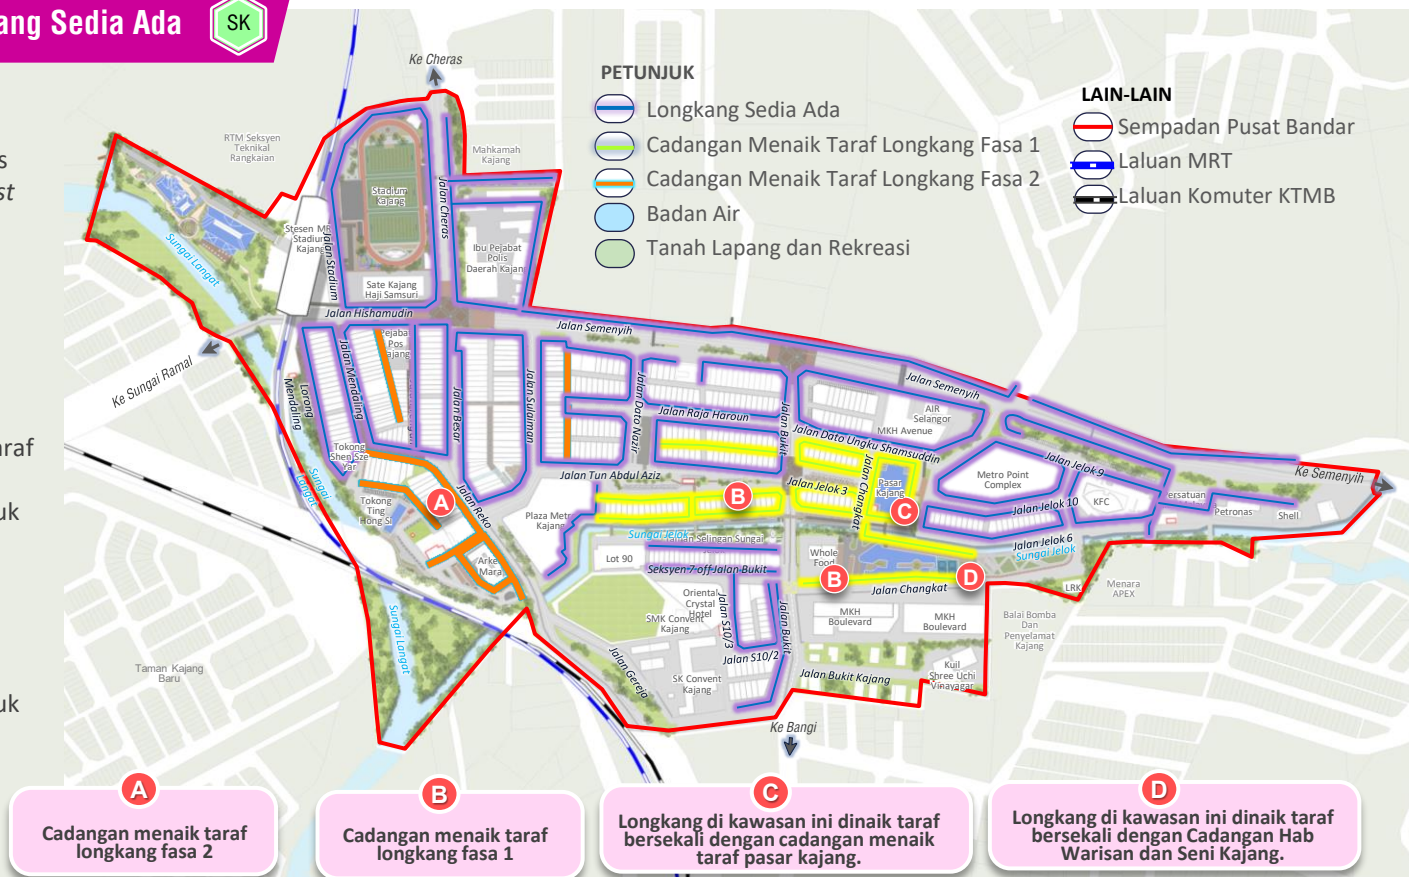 ang Sedia Ada
SK
s
st
araf
uk
uk
PETUNJUK
Longkang Sedia Ada
Cadangan Menaik Taraf Longkang Fasa 1
Cadangan Menaik Taraf Longkang Fasa 2
Badan Air
Tanah Lapang dan Rekreasi
LAIN-LAIN
Sempadan Pusat Bandar
Laluan MRT
Laluan Komuter KTMB
Ke Cheras
RTM Seksyen
Teknikal
Rangkaian
Mahkamah
Kajang
Stadium
Kajang
Jalan Cheras
Stesen MR
Stadium
Kajang
Jalan Stadium
Sungai Langat
Ibu Pejabat
Polis
Daerah Kajan
Sate Kajang
Haji Samsuri
Jalan Hishamudin
Jalan Semenyih
Ke Sungai Ramal
Pejaba
Pos
ajang
Lorong
Mendaling
Jalan Mendaling
Jalan Besar
Jalan Sulaiman
Jalan Dato Nazir
Jalan Raja Haroun
Jalan Bukit
Jalan Semenyih
AIR
Selangor
MKH Avenue
Jalan Dato Ungku Shamsuddin
Jalan Changkat
Pasar
Kajang
Metro Point
Complex
Jalan Jelok 9
Ke Semenyih
KFC
ersatuan
Petronas
Shell
Jalan Jelok 10
Jalan Jelok 6
Sungai Jelok
Tokong
Shen Sze
Yar
Sungai
Langat
Tokong
Ting
Hong Si
A
Jalan Reko
Jalan Tun Abdul Aziz
Plaza Metr
Kajang
B
Jalan Jelok 3
C
Sungai Jelok
Selingan Sungai
Lot 90
Seksyen 7 off Jalan Bukit
Whole
Food
B
D
Jalan Changkat
LRK
Menara
APEX
Arke
Mara
Oriental
Crystal
Hotel
SMK Convent
Kajang
Jalan S10/3
Jalan Bukit
Jalan S10/2
MKH
Boulevard
MKH
Boulevard
Balai Bomba
Dan
Penyelamat
Kajang
Sungai Langat
Taman Kajang
Baru
Jalan Gereja
SK Convent
Kajang
Jalan Bukit Kajang
Kuil
Shree Uchi
Vinayagar
Ke Bangi
A
Cadangan menaik taraf
longkang fasa 2
B
Cadangan menaik taraf
longkang fasa 1
C
Longkang di kawasan ini dinaik taraf
bersekali dengan cadangan menaik
taraf pasar kajang.
D
Longkang di kawasan ini dinaik taraf
bersekali dengan Cadangan Hab
Warisan dan Seni Kajang.